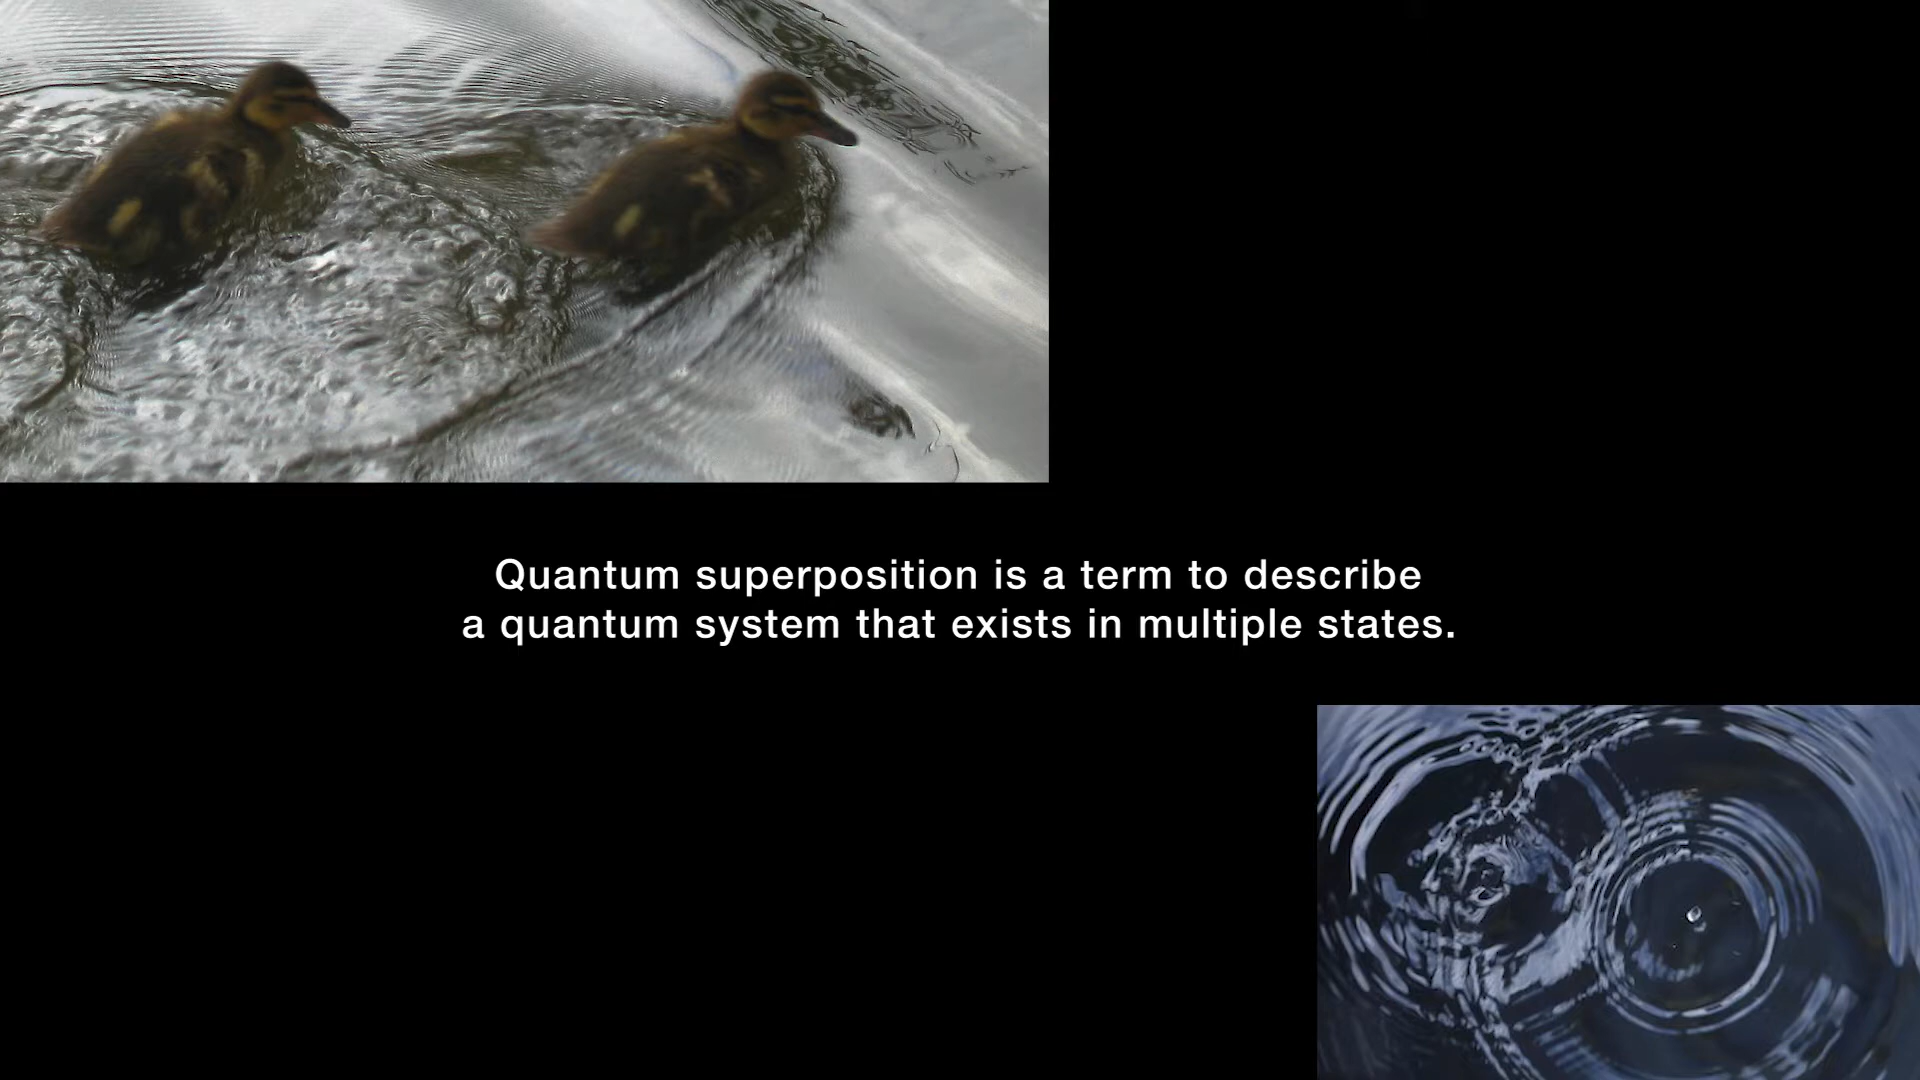 Quantum superposition is a term to describe
a quantum system that exists in multiple states.